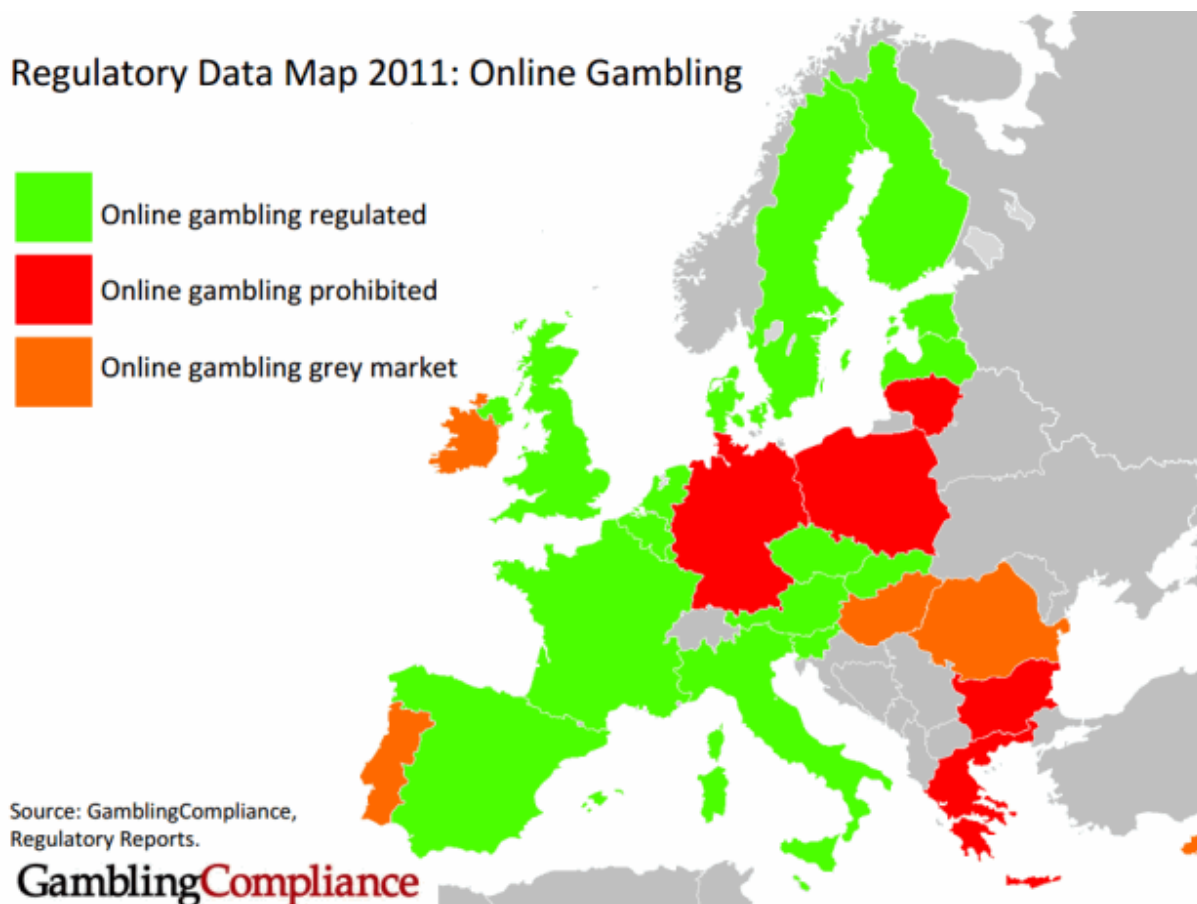 Regulatory Data Map 2011: Online Gambling
Online gambling regulated
Online gambling prohibited
Online gambling grey market
Source: GamblingCompliance,
Regulatory Reports.
GamblingCompliance